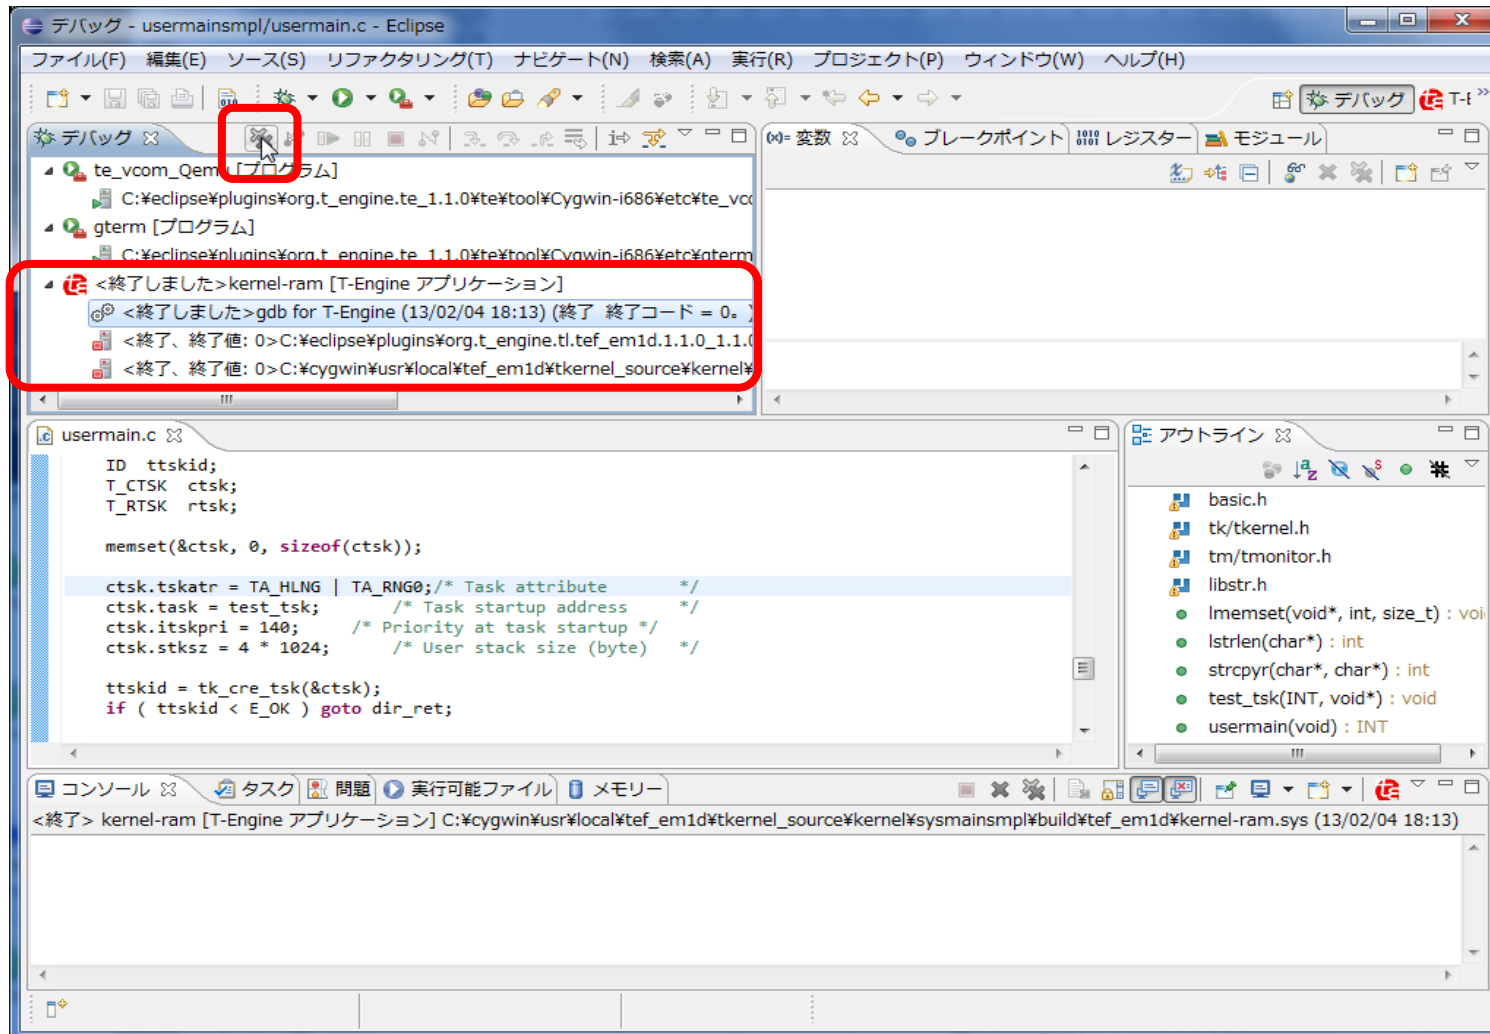 デバッグ - usermainsmpl/usermain.c - Eclipse
ファイル(F) 編集(E) ソース(S) リファクタリング(T) ナビゲート(N) 検索(A) 実行(R) プロジェクト(P) ウィンドウ(W) ヘルプ(H)
デバッグ T-E
デバッグ
te_vcom_Qemu [プログラム]
C:¥eclipse¥plugins¥org.t_engine.te_1.1.0¥te¥tool¥Cygwin-i686¥etc¥te_vco
gterm [プログラム]
C:¥eclipse¥plugins¥org.t_engine.te_1.1.0¥te¥tool¥Cygwin-i686¥etc¥gterm
<終了しました>kernel-ram [T-Engine アプリケーション]
<終了しました>gdb for T-Engine (13/02/04 18:13) (終了 終了コード = 0。)
<終了、終了値: 0>C:¥eclipse¥plugins¥org.t_engine.tl.tef_em1d.1.1.0_1.1.0
<終了、終了値: 0>C:¥cygwin¥usr¥local¥tef_em1d¥tkernel_source¥kernel¥
(x)= 変数 ブレークポイント レジスター モジュール
usermain.c
ID ttskid;
T_CTSK ctsk;
T_RTSK rtsk;
memset(&ctsk, 0, sizeof(ctsk));
ctsk.tskatr = TA_HLNG | TA_RNG0;/* Task attribute */
ctsk.task = test_tsk; /* Task startup address */
ctsk.itskpri = 140; /* Priority at task startup */
ctsk.stksz = 4 * 1024; /* User stack size (byte) */
ttskid = tk_cre_tsk(&ctsk);
if ( ttskid < E_OK ) goto dir_ret;
アウトライン
basic.h
tk/tkernel.h
tm/tmonitor.h
libstr.h
lmemset(void*, int, size_t) : voi
lstrlen(char*) : int
strcpyr(char*, char*) : int
test_tsk(INT, void*) : void
usermain(void) : INT
コンソール タスク 問題 実行可能ファイル メモリー
<終了> kernel-ram [T-Engine アプリケーション] C:¥cygwin¥usr¥local¥tef_em1d¥tkernel_source¥kernel¥sysmainsmpl¥build¥tef_em1d¥kernel-ram.sys (13/02/04 18:13)